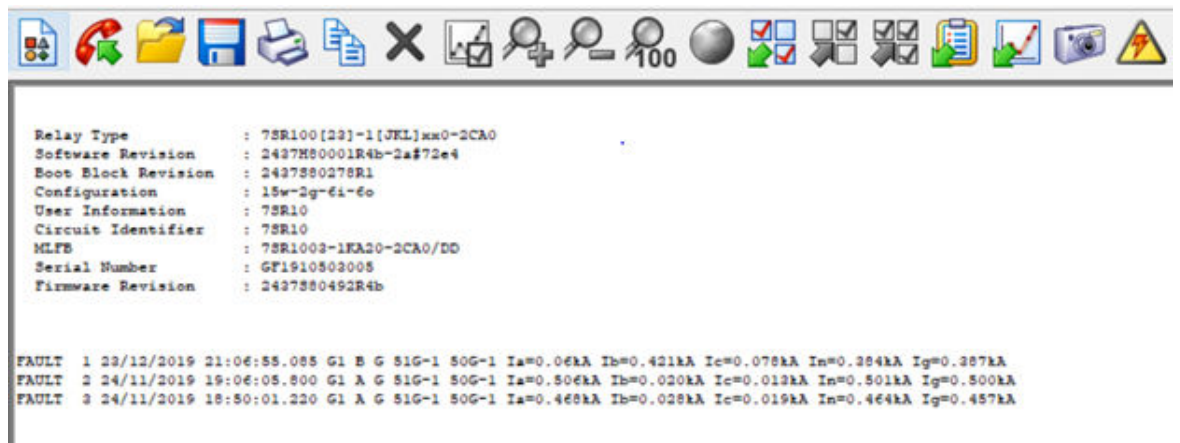 100
Relay Type : 7SR100[23]-1[JKL]xx0-2CA0
Software Revision : 2437H80001R4b-2a#72e4
Boot Block Revision : 2437S80278R1
Configuration : 15w-2g-6i-6o
User Information : 7SR10
Circuit Identifier : 7SR10
MLFB : 7SR1003-1KA20-2CA0/DD
Serial Number : GF1910503005
Firmware Revision : 2437S80492R4b
FAULT 1 23/12/2019 21:06:55.085 G1 B G 51G-1 50G-1 Ia=0.06kA Ib=0.421kA Ic=0.078kA In=0.384kA Ig=0.387kA
FAULT 2 24/11/2019 19:06:05.800 G1 A G 51G-1 50G-1 Ia=0.506kA Ib=0.020kA Ic=0.013kA In=0.501kA Ig=0.500kA
FAULT 3 24/11/2019 18:50:01.220 G1 A G 51G-1 50G-1 Ia=0.468kA Ib=0.028kA Ic=0.019kA In=0.464kA Ig=0.457kA